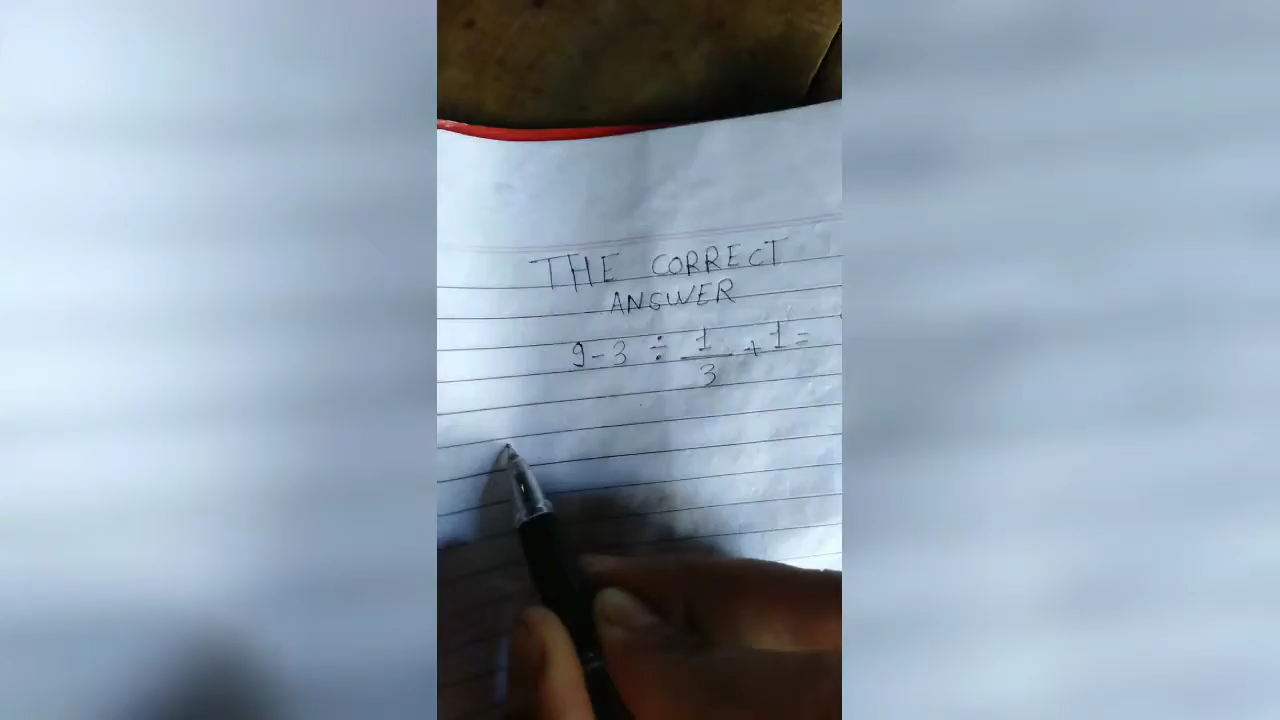 THE CORRECT
ANSWER
9-3 ÷ 1/3 + 1 =